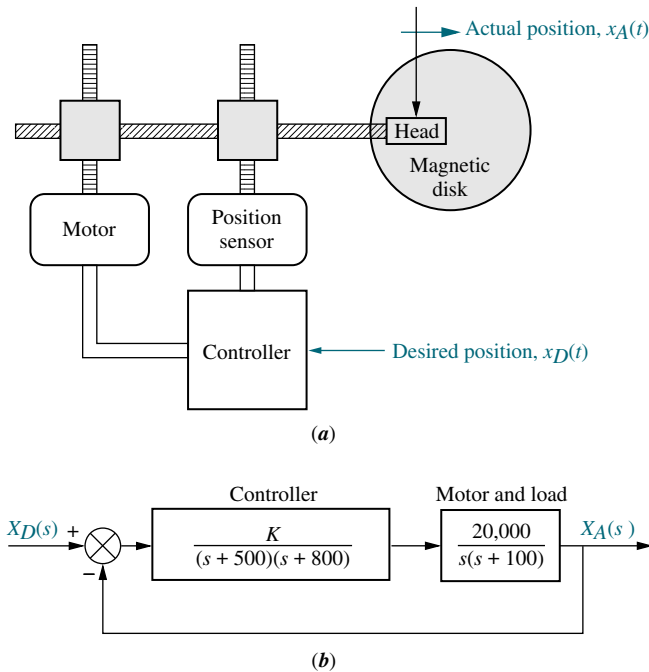 Actual position, xA(t)
Head
Magnetic
disk
Motor
Position
sensor
Controller
Desired position, xD(t)
(a)
Controller
Motor and load
XD(s)
+
−
K
(s + 500)(s + 800)
20,000
s(s + 100)
XA(s )
(b)